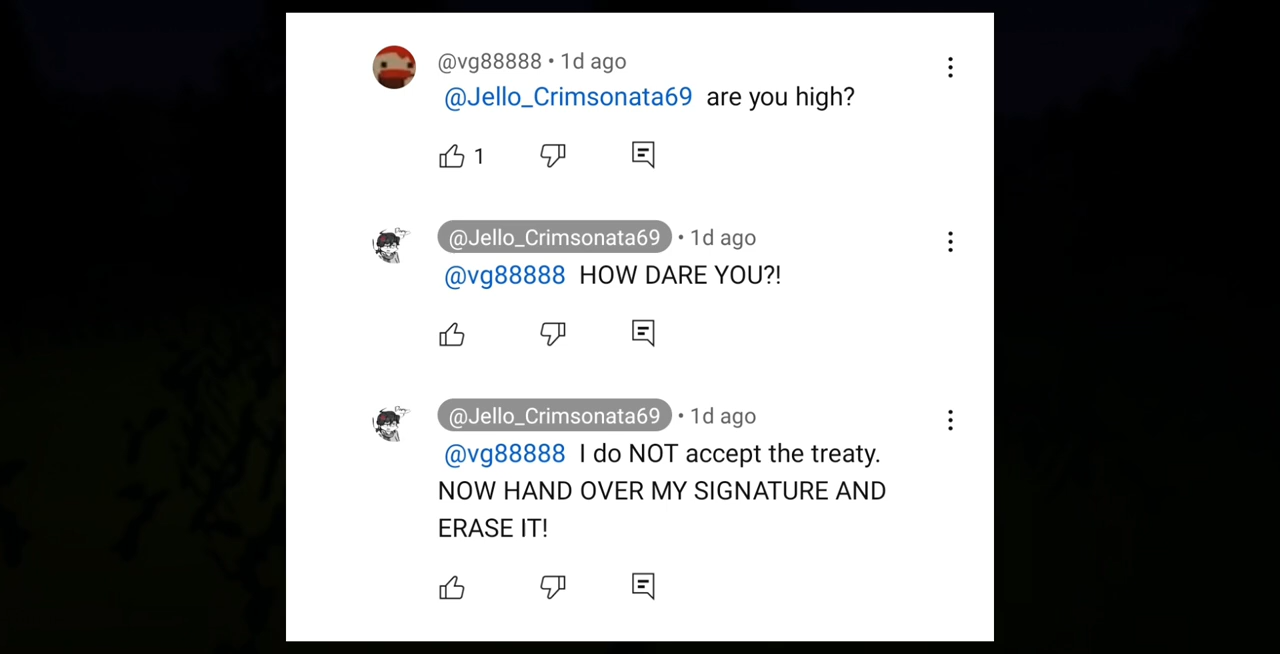 @vg88888 • 1d ago
@Jello_Crimsonata69 are you high?
1
@Jello_Crimsonata69 • 1d ago
@vg88888 HOW DARE YOU?!
@Jello_Crimsonata69 • 1d ago
@vg88888 I do NOT accept the treaty.
NOW HAND OVER MY SIGNATURE AND
ERASE IT!